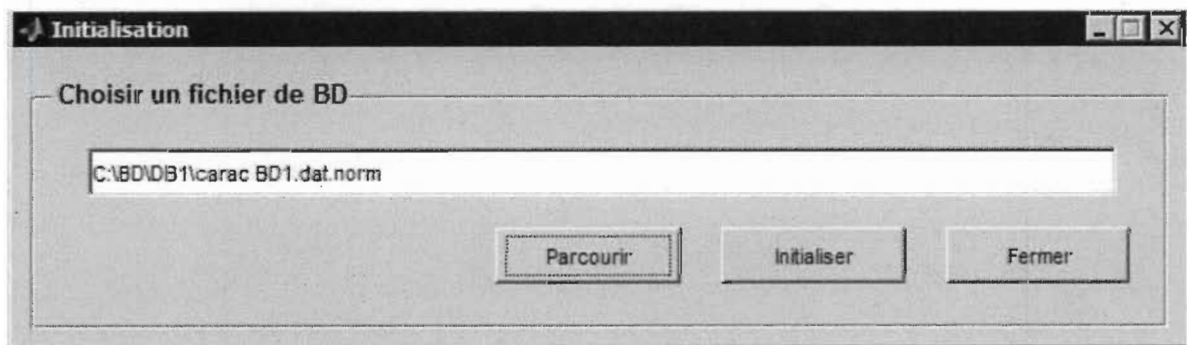 Initialisation
Choisir un fichier de BD
C:\BD\DB1\carac BD1.dat.norm
Parcourir Initialiser Fermer